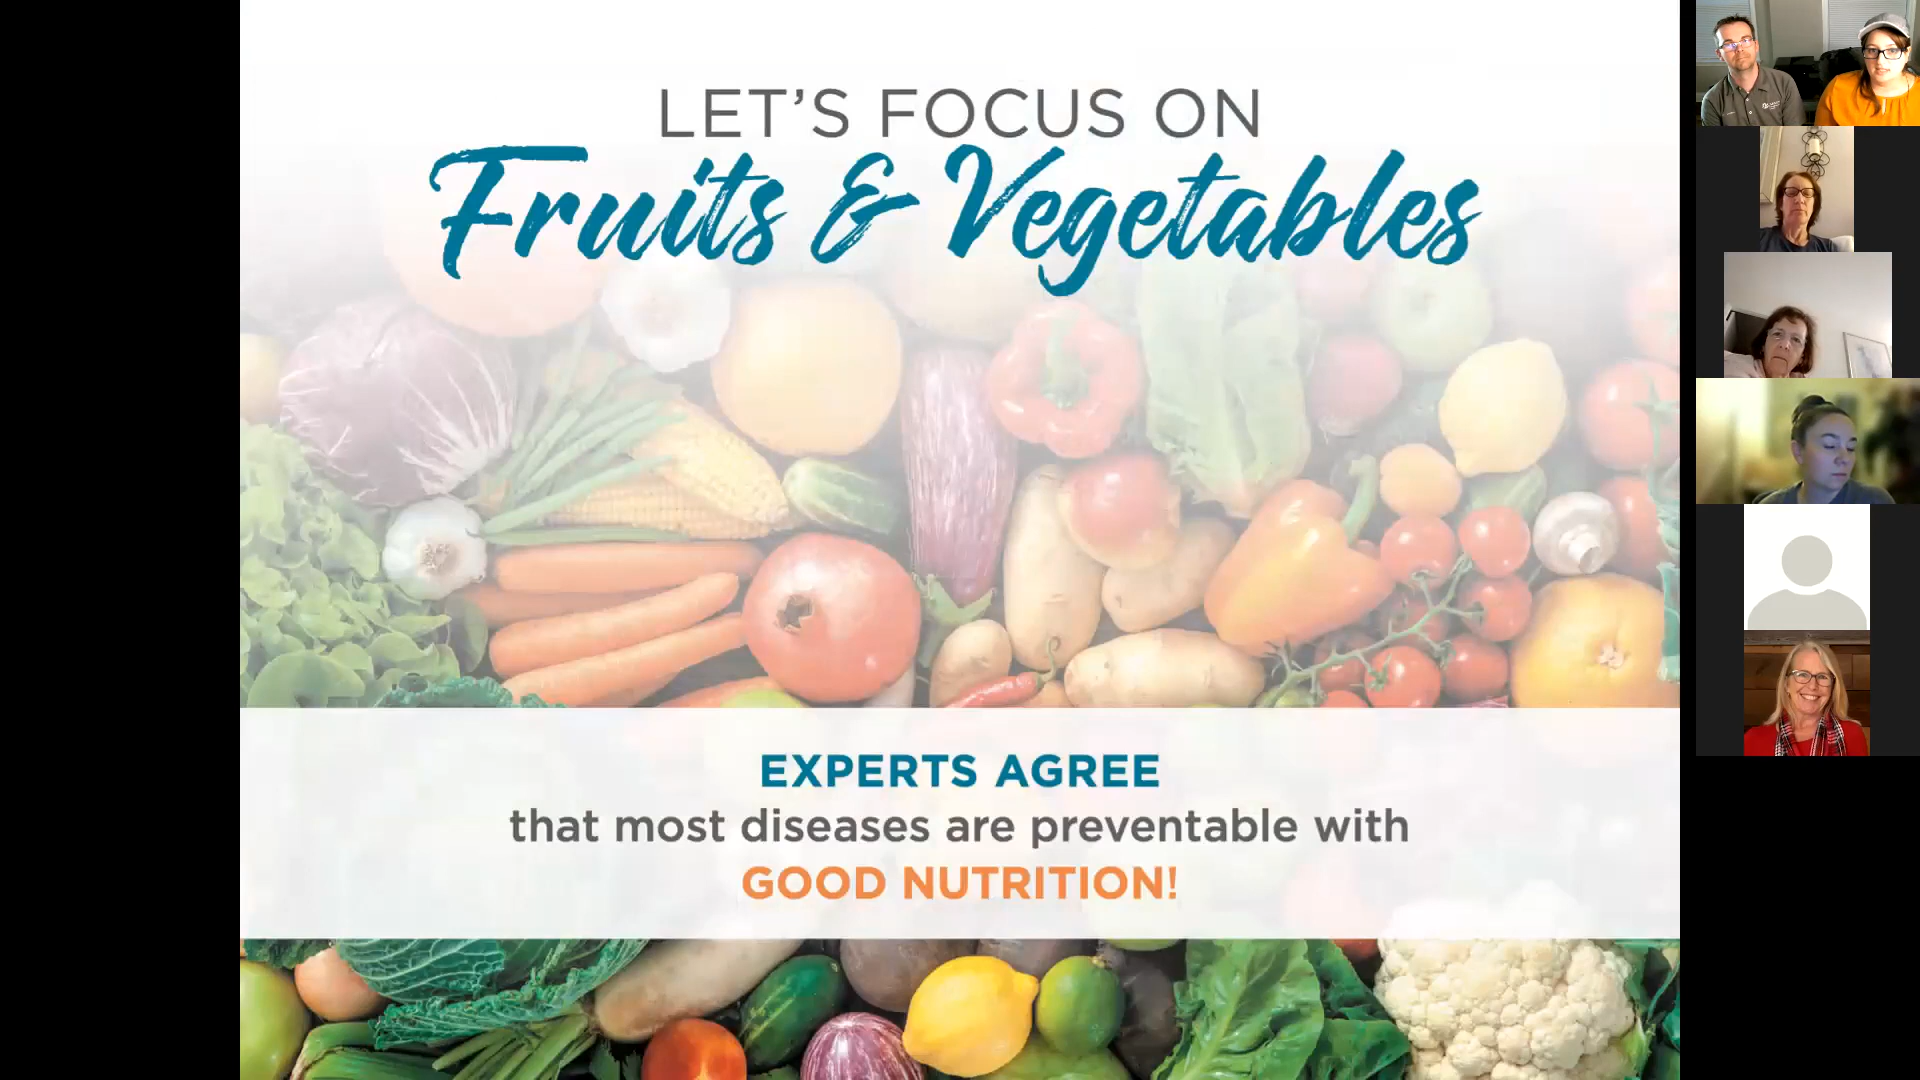 LET'S FOCUS ON
Fruits & Vegetables
EXPERTS AGREE
that most diseases are preventable with
GOOD NUTRITION!